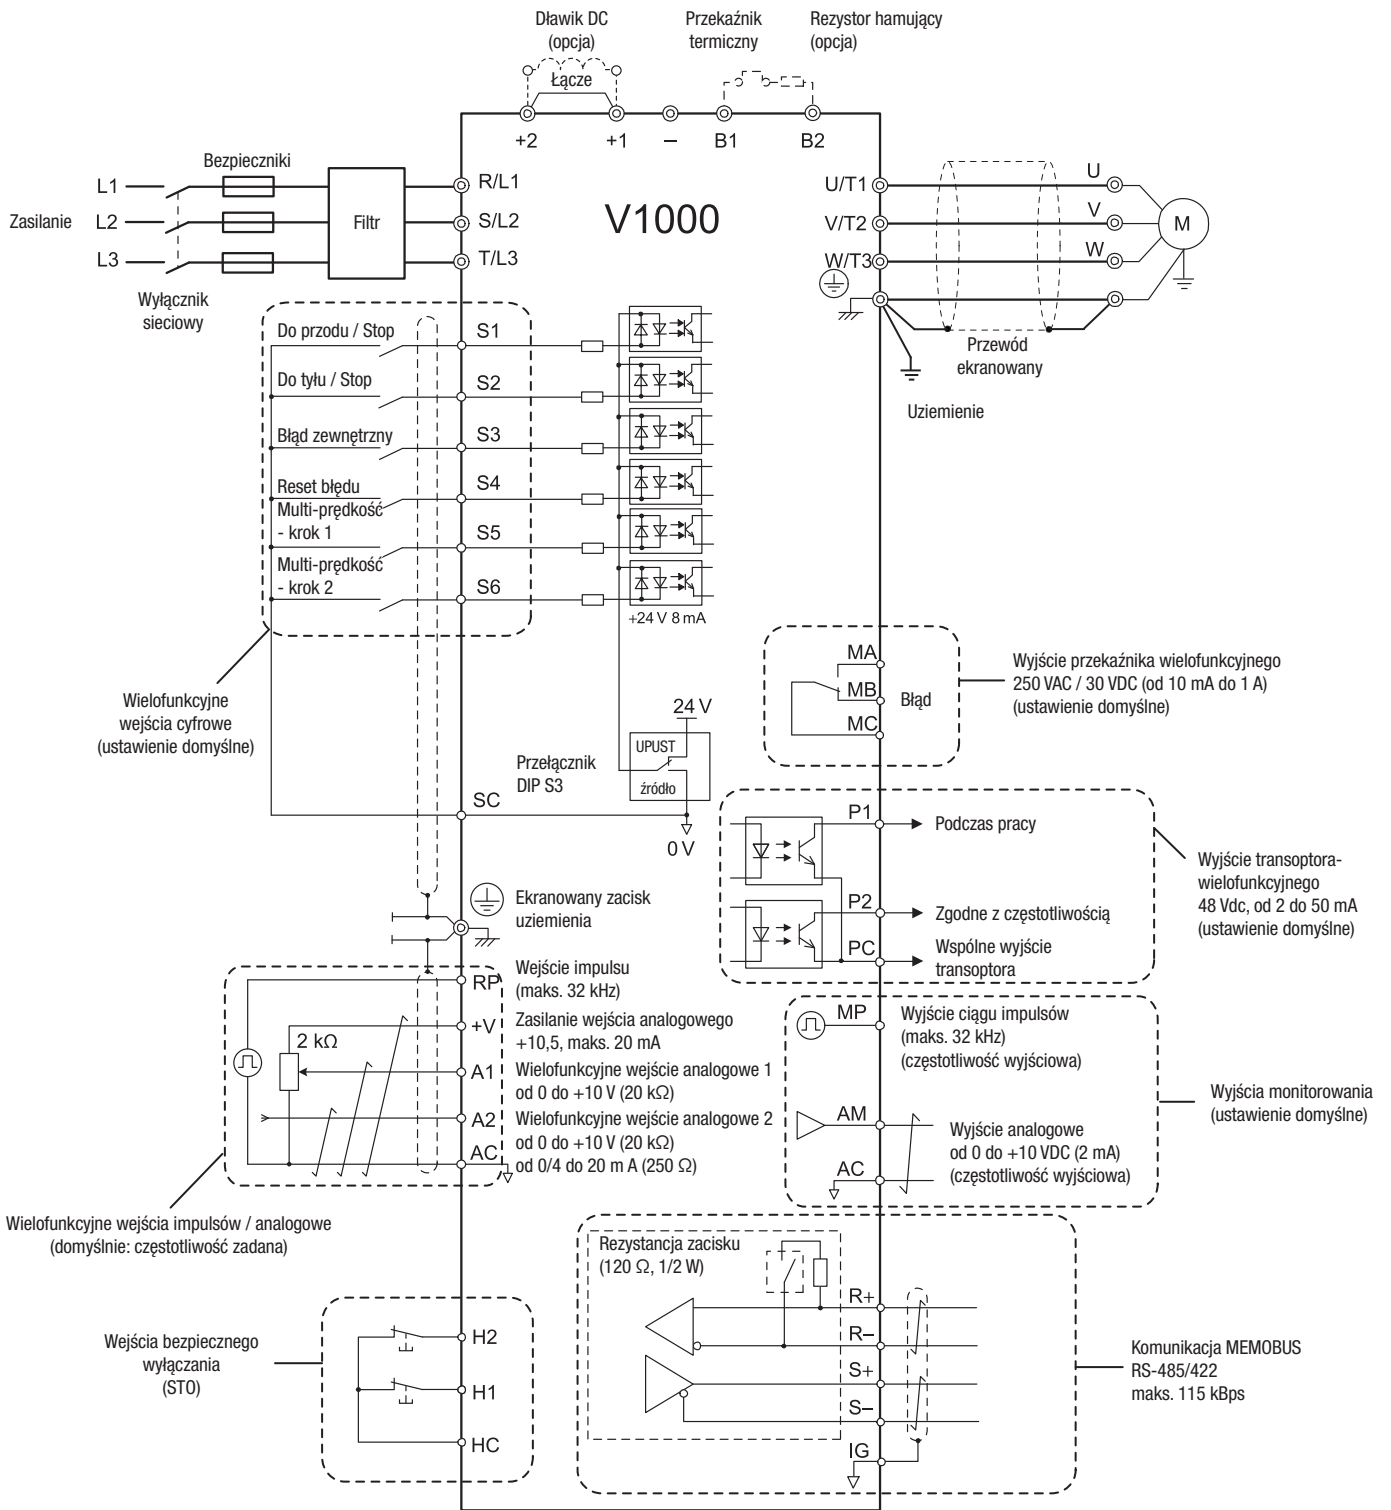 Dławik DC
(opcja)
Przekaźnik
termiczny
Rezystor hamujący
(opcja)
Łącze
+2
+1
–
B1
B2
Bezpieczniki
L1
L2
L3
Zasilanie
Filtr
R/L1
S/L2
T/L3
V1000
U/T1
V/T2
W/T3
U
V
W
M
Wyłącznik
sieciowy
Przewód
ekranowany
Uziemienie
Do przodu / Stop
S1
Do tyłu / Stop
S2
Błąd zewnętrzny
S3
Reset błędu
S4
Multi-prędkość
- krok 1
S5
Multi-prędkość
- krok 2
S6
+24 V 8 mA
Wielofunkcyjne
wejścia cyfrowe
(ustawienie domyślne)
24 V
UPUST
źródło
Przełącznik
DIP S3
SC
0 V
MA
MB
MC
Błąd
Wyjście przekaźnika wielofunkcyjnego
250 VAC / 30 VDC (od 10 mA do 1 A)
(ustawienie domyślne)
P1
Podczas pracy
P2
Zgodne z częstotliwością
PC
Wspólne wyjście
transoptora
Wyjście transoptora-
wielofunkcyjnego
48 Vdc, od 2 do 50 mA
(ustawienie domyślne)
Ekranowany zacisk
uziemienia
RP
Wejście impulsu
(maks. 32 kHz)
+V
Zasilanie wejścia analogowego
+10,5, maks. 20 mA
2 kΩ
A1
Wielofunkcyjne wejście analogowe 1
od 0 do +10 V (20 kΩ)
A2
Wielofunkcyjne wejście analogowe 2
od 0 do +10 V (20 kΩ)
od 0/4 do 20 m A (250 Ω)
AC
Wielofunkcyjne wejścia impulsów / analogowe
(domyślnie: częstotliwość zadana)
MP
Wyjście ciągu impulsów
(maks. 32 kHz)
(częstotliwość wyjściowa)
AM
Wyjście analogowe
od 0 do +10 VDC (2 mA)
(częstotliwość wyjściowa)
AC
Wyjścia monitorowania
(ustawienie domyślne)
Rezystancja zacisku
(120 Ω, 1/2 W)
R+
R–
S+
S–
IG
Komunikacja MEMOBUS
RS-485/422
maks. 115 kBps
Wejścia bezpiecznego
wyłączania
(STO)
H2
H1
HC